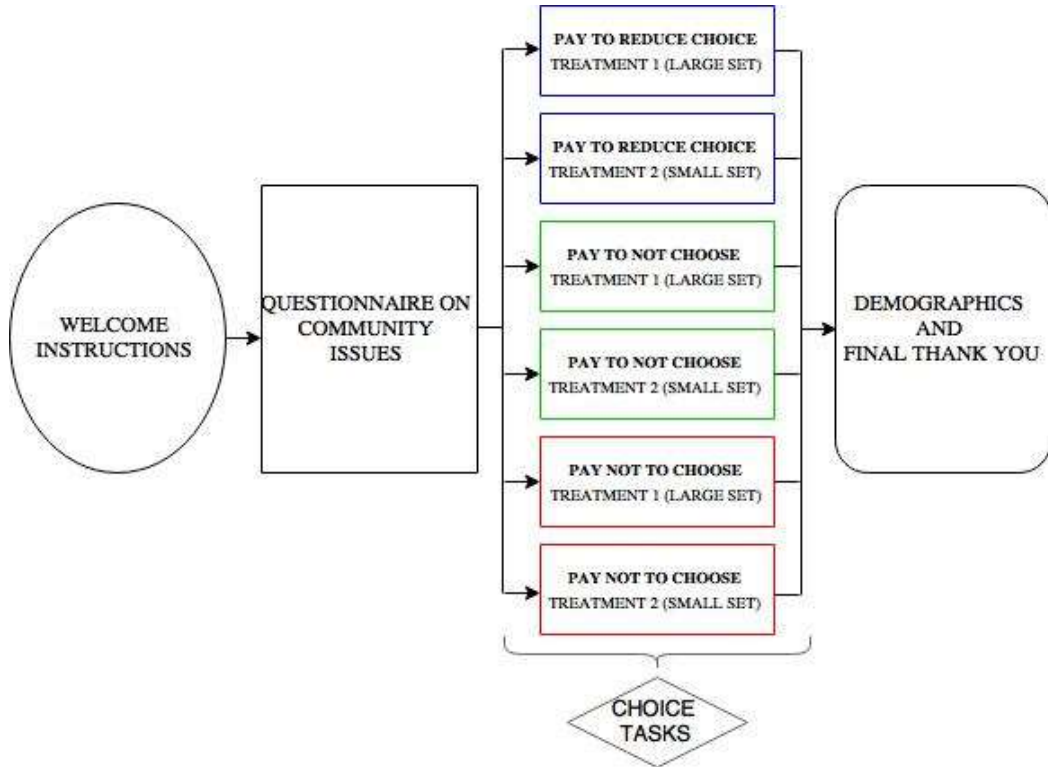 WELCOME
INSTRUCTIONS
QUESTIONNAIRE ON
COMMUNITY
ISSUES
PAY TO REDUCE CHOICE
TREATMENT 1 (LARGE SET)
PAY TO REDUCE CHOICE
TREATMENT 2 (SMALL SET)
PAY TO NOT CHOOSE
TREATMENT 1 (LARGE SET)
PAY TO NOT CHOOSE
TREATMENT 2 (SMALL SET)
PAY NOT TO CHOOSE
TREATMENT 1 (LARGE SET)
PAY NOT TO CHOOSE
TREATMENT 2 (SMALL SET)
DEMOGRAPHICS
AND
FINAL THANK YOU
CHOICE
TASKS